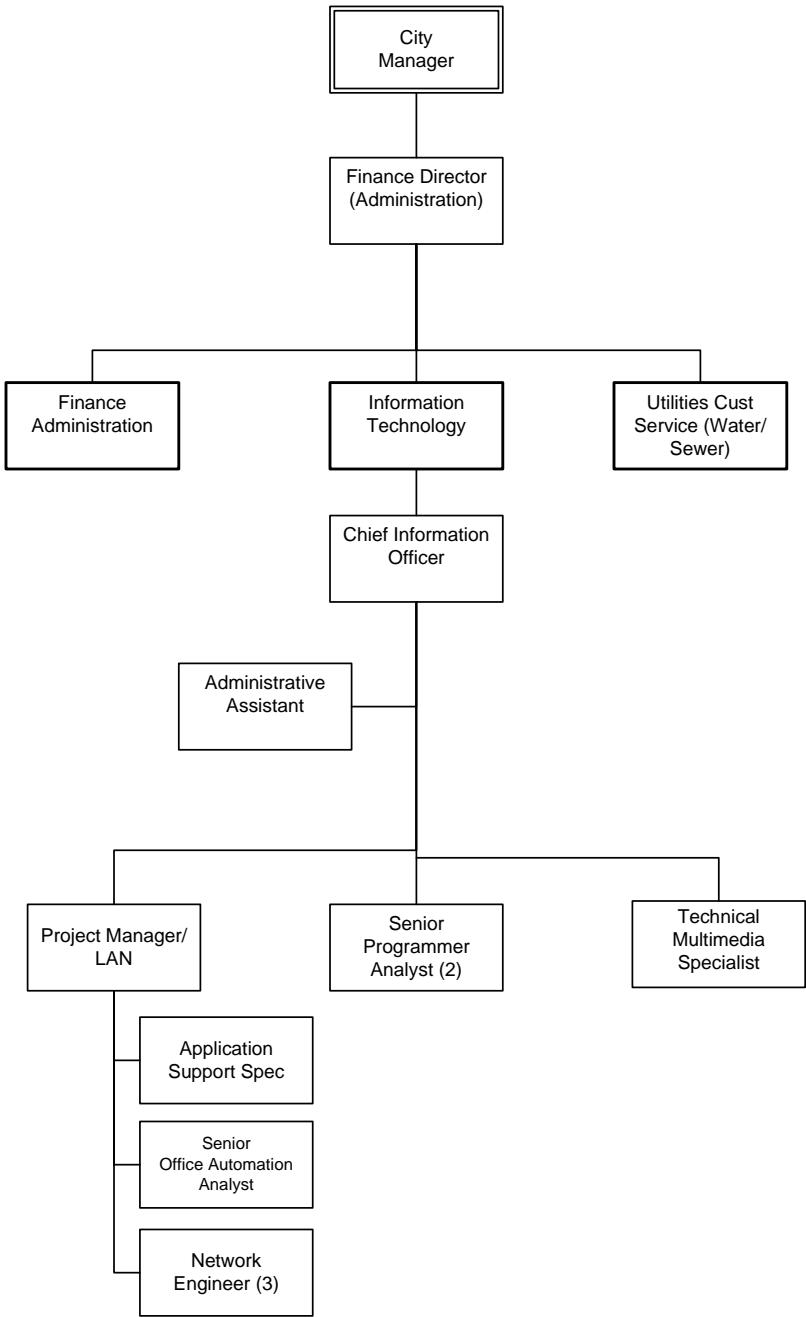 City
Manager
Finance Director
(Administration)
Finance
Administration
Information
Technology
Utilities Cust
Service (Water/
Sewer)
Chief Information
Officer
Administrative
Assistant
Project Manager/
LAN
Senior
Programmer
Analyst (2)
Technical
Multimedia
Specialist
Application
Support Spec
Senior
Office Automation
Analyst
Network
Engineer (3)